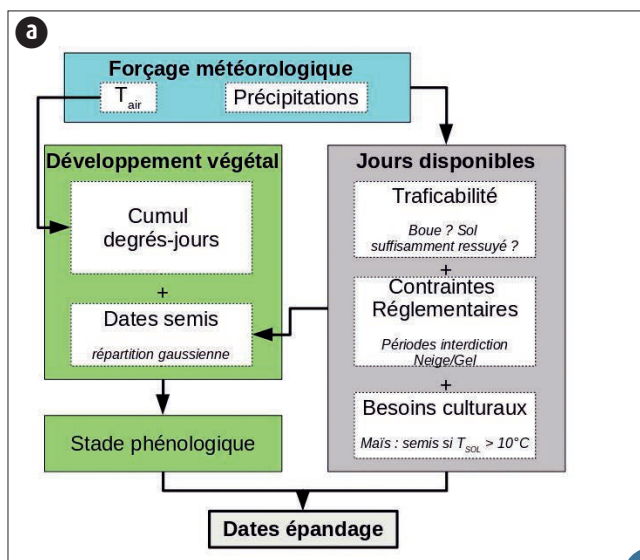 a
Forçage météorologique
T air
Précipitations
Développement végétal
Cumul
degrés-jours
+
Dates semis
répartition gaussienne
Stade phénologique
Jours disponibles
Traficabilité
Boue ? Sol
suffisamment ressuyé ?
+
Contraintes
Réglementaires
Périodes interdiction
Neige/Gel
+
Besoins culturaux
Maïs : semis si T SOL > 10°C
Dates épandage